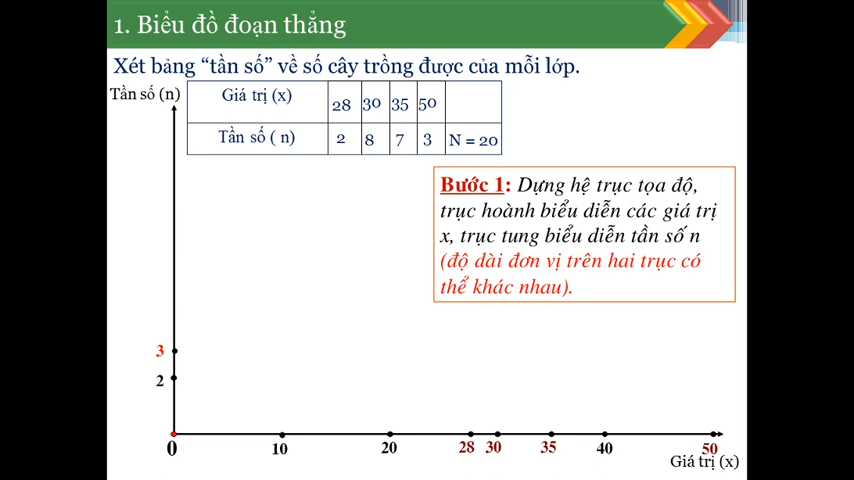 1. Biểu đồ đoạn thẳng
Xét bảng “tần số” về số cây trồng được của mỗi lớp.
Tần số (n)
Giá trị (x) 28 30 35 50
Tần số ( n) 2 8 7 3 N = 20
Bước 1: Dựng hệ trục tọa độ,
trục hoành biểu diễn các giá trị
x, trục tung biểu diễn tần số n
(độ dài đơn vị trên hai trục có
thể khác nhau).
3
2
0 10 20 28 30 35 40 50
Giá trị (x)